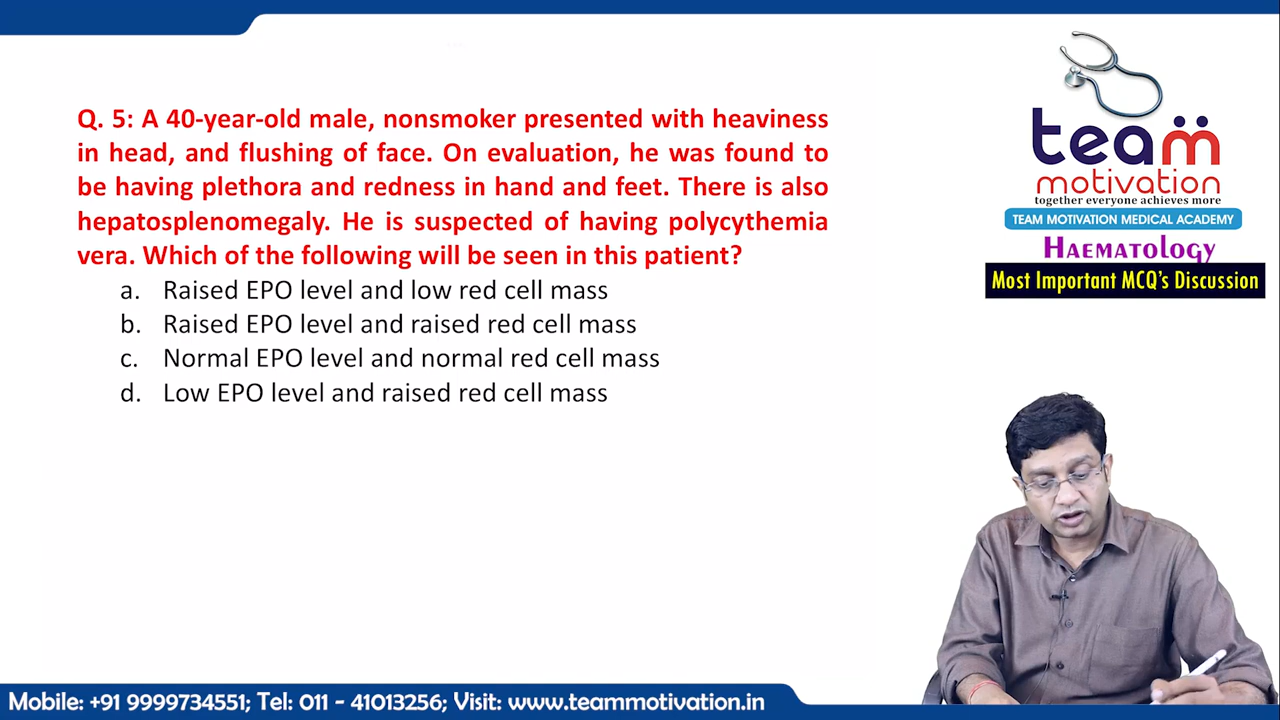 Q. 5: A 40-year-old male, nonsmoker presented with heaviness
in head, and flushing of face. On evaluation, he was found to
be having plethora and redness in hand and feet. There is also
hepatosplenomegaly. He is suspected of having polycythemia
vera. Which of the following will be seen in this patient?
a. Raised EPO level and low red cell mass
b. Raised EPO level and raised red cell mass
c. Normal EPO level and normal red cell mass
d. Low EPO level and raised red cell mass
team
motivation
together everyone achieves more
TEAM MOTIVATION MEDICAL ACADEMY
Haematology
Most Important MCQ's Discussion
Mobile: +91 9999734551; Tel: 011 - 41013256; Visit: www.teammotivation.in